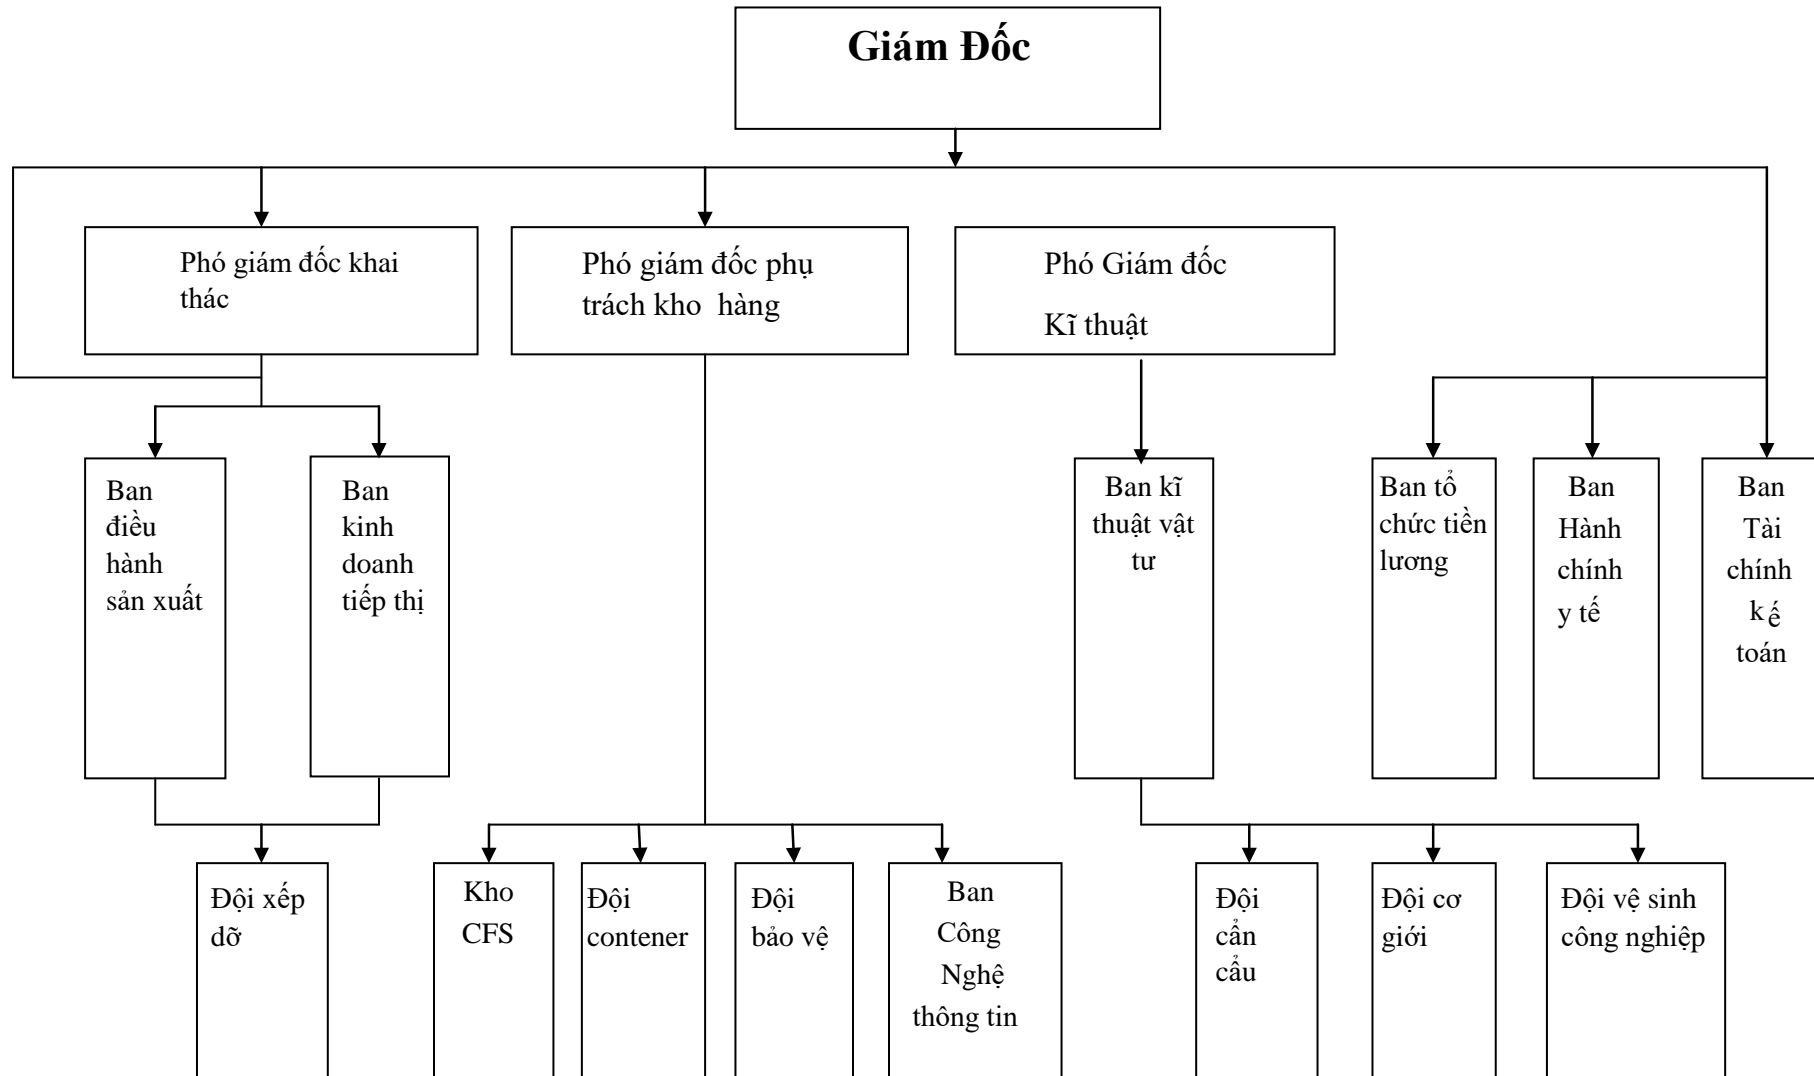 Giám Đốc
Phó giám đốc khai
thác
Phó giám đốc phụ
trách kho hàng
Phó Giám đốc
Kĩ thuật
Ban
điều
hành
sản xuất
Ban
kinh
doanh
tiếp thị
Ban kĩ
thuật vật
tư
Ban tổ
chức tiền
lương
Ban
Hành
chính
y tế
Ban
Tài
chính
kế
toán
Đội xếp
dỡ
Kho
CFS
Đội
contener
Đội
bảo vệ
Ban
Công
Nghệ
thông tin
Đội
cẩn
cẩu
Đội cơ
giới
Đội vệ sinh
công nghiệp